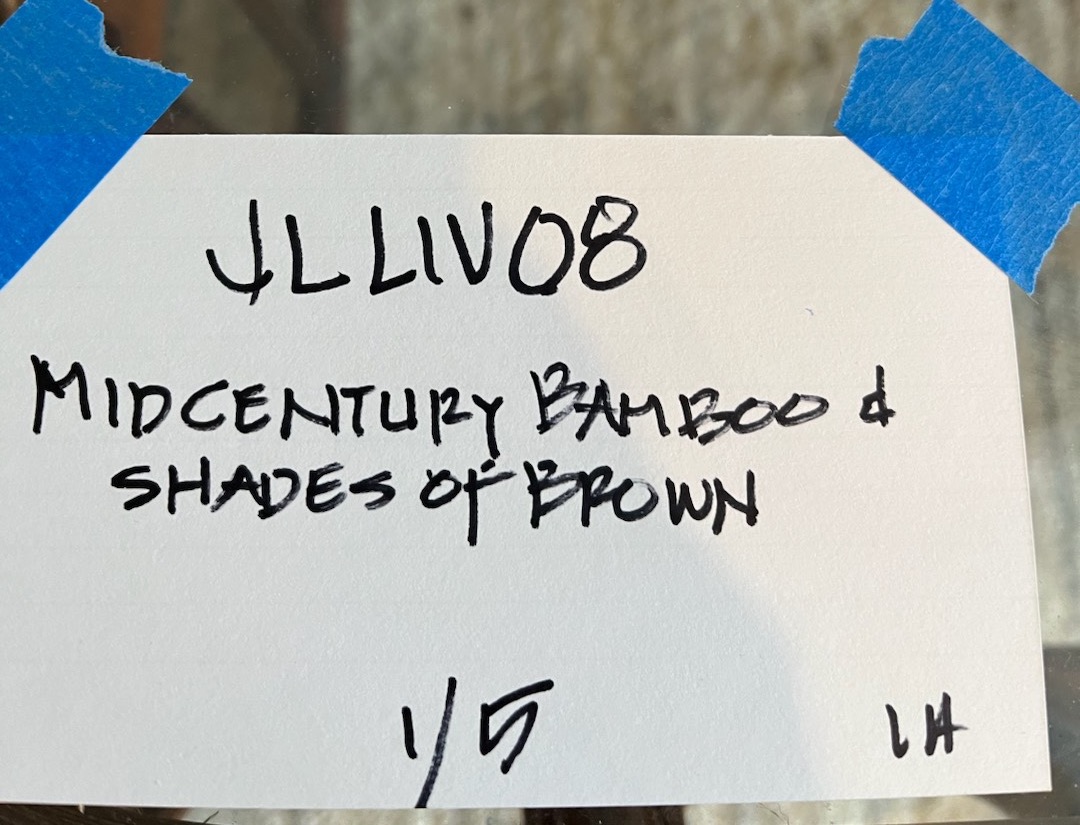 JLLIV08
MIDCENTURY BAMBOO &
SHADES OF BROWN
1/5
LH